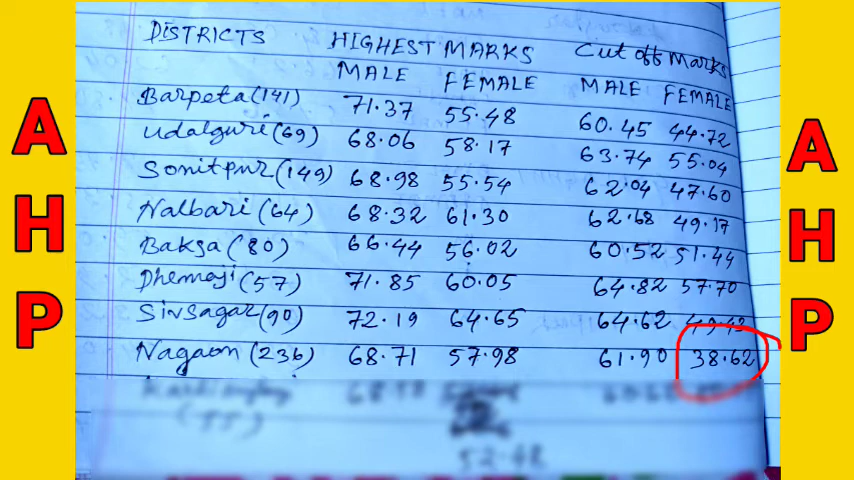 A
H
P
DISTRICTS HIGHEST MARKS Cut off Marks
MALE FEMALE MALE FEMALE
Barpeta (141) 71.37 55.48 60.45 44.72
Udalguri (69) 68.06 58.17 63.74 55.04
Sonitpur (149) 68.98 55.54 62.04 47.60
Nalbari (64) 68.32 61.30 62.68 49.17
Baksa (80) 66.44 56.02 60.52 51.44
Dhemaji (57) 71.85 60.05 64.82 57.70
Sivsagar (90) 72.19 64.65 64.62 49.43
Nagaon (236) 68.71 57.98 61.90 38.62
52.48
A
H
P